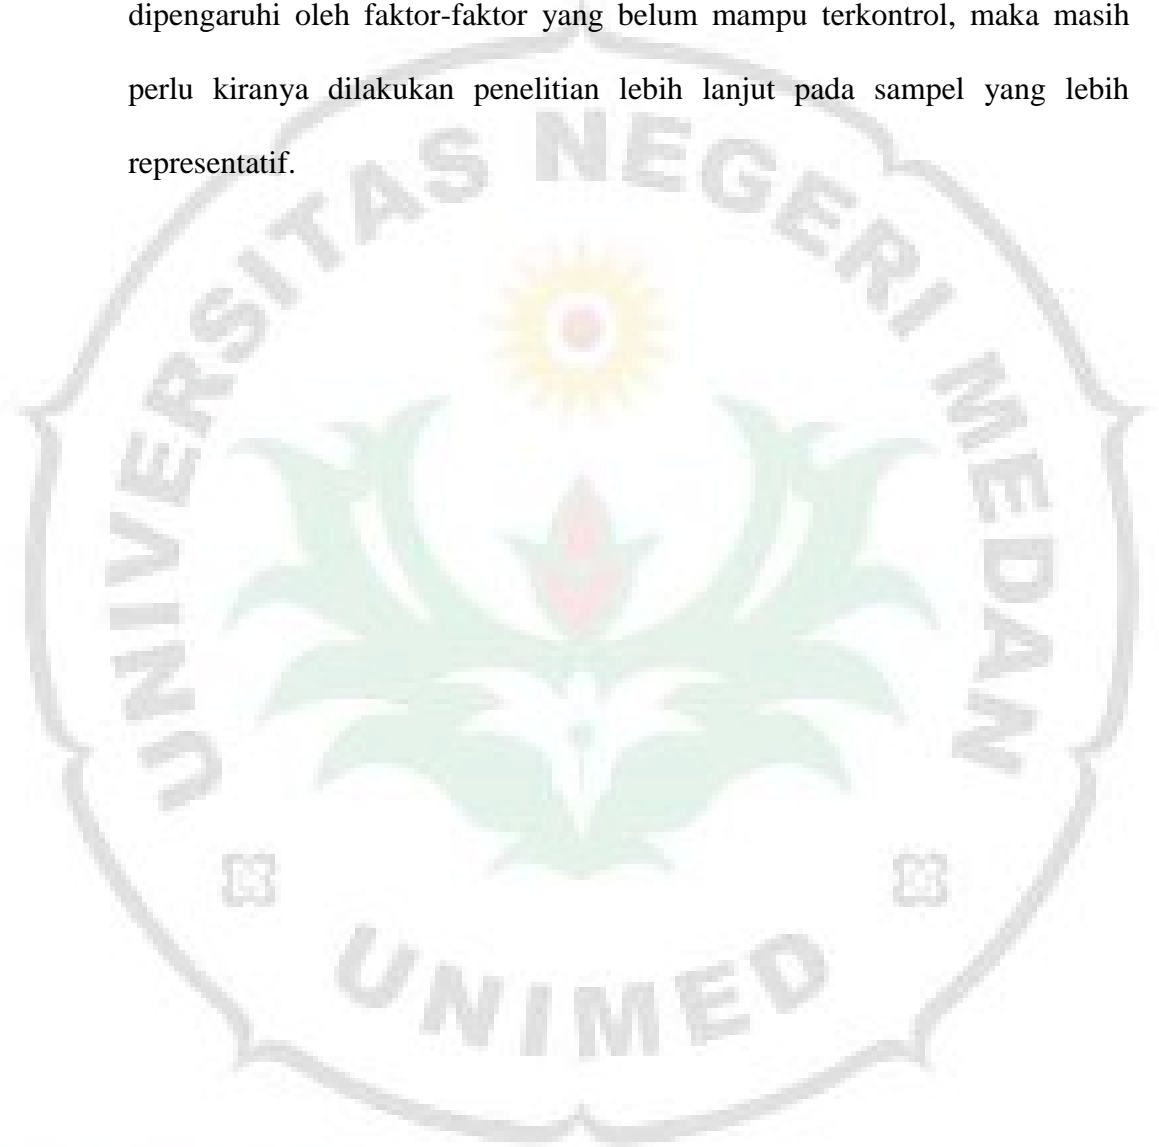 dipengaruhi oleh faktor-faktor yang belum mampu terkontrol, maka masih
perlu kiranya dilakukan penelitian lebih lanjut pada sampel yang lebih
representatif.
UNIVERSITAS NEGERI MEDAN
UNIMED